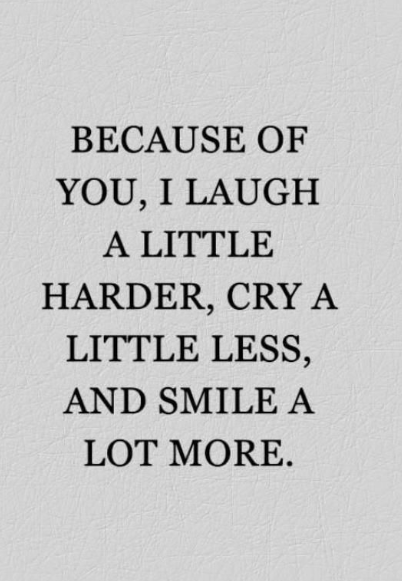 BECAUSE OF
YOU, I LAUGH
A LITTLE
HARDER, CRY A
LITTLE LESS,
AND SMILE A
LOT MORE.